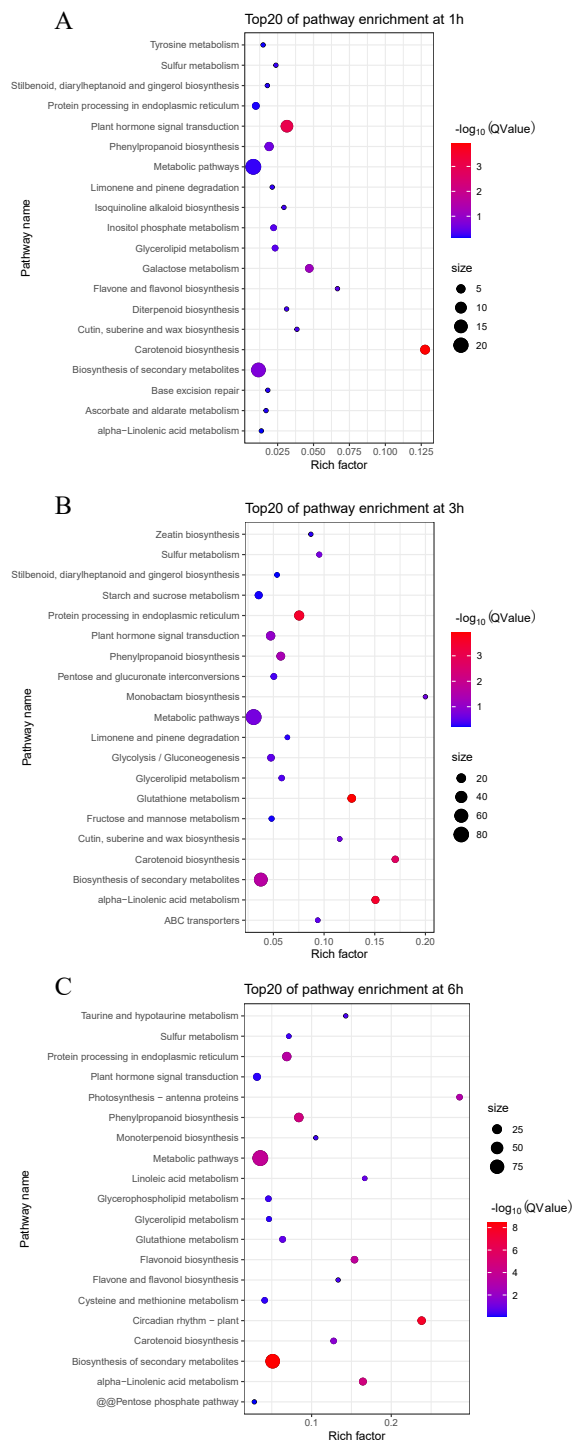 A
Top20 of pathway enrichment at 1h
Tyrosine metabolism
Sulfur metabolism
Stilbenoid, diarylheptanoid and gingerol biosynthesis
Protein processing in endoplasmic reticulum
Plant hormone signal transduction
Phenylpropanoid biosynthesis
Metabolic pathways
Limonene and pinene degradation
Isoquinoline alkaloid biosynthesis
Inositol phosphate metabolism
Glycerolipid metabolism
Galactose metabolism
Flavone and flavonol biosynthesis
Diterpenoid biosynthesis
Cutin, suberine and wax biosynthesis
Carotenoid biosynthesis
Biosynthesis of secondary metabolites
Base excision repair
Ascorbate and aldarate metabolism
alpha−Linolenic acid metabolism
Pathway name
0.025 0.050 0.075 0.100 0.125
Rich factor
-log10(QValue)
3
2
1
size
5
10
15
20
B
Top20 of pathway enrichment at 3h
Zeatin biosynthesis
Sulfur metabolism
Stilbenoid, diarylheptanoid and gingerol biosynthesis
Starch and sucrose metabolism
Protein processing in endoplasmic reticulum
Plant hormone signal transduction
Phenylpropanoid biosynthesis
Pentose and glucuronate interconversions
Monobactam biosynthesis
Metabolic pathways
Limonene and pinene degradation
Glycolysis / Gluconeogenesis
Glycerolipid metabolism
Glutathione metabolism
Fructose and mannose metabolism
Cutin, suberine and wax biosynthesis
Carotenoid biosynthesis
Biosynthesis of secondary metabolites
alpha−Linolenic acid metabolism
ABC transporters
Pathway name
0.05 0.10 0.15 0.20
Rich factor
-log10(QValue)
3
2
1
size
20
40
60
80
C
Top20 of pathway enrichment at 6h
Taurine and hypotaurine metabolism
Sulfur metabolism
Protein processing in endoplasmic reticulum
Plant hormone signal transduction
Photosynthesis − antenna proteins
Phenylpropanoid biosynthesis
Monoterpenoid biosynthesis
Metabolic pathways
Linoleic acid metabolism
Glycerophospholipid metabolism
Glycerolipid metabolism
Glutathione metabolism
Flavonoid biosynthesis
Flavone and flavonol biosynthesis
Cysteine and methionine metabolism
Circadian rhythm − plant
Carotenoid biosynthesis
Biosynthesis of secondary metabolites
alpha−Linolenic acid metabolism
@@Pentose phosphate pathway
Pathway name
0.1 0.2
Rich factor
size
25
50
75
-log10(QValue)
8
6
4
2